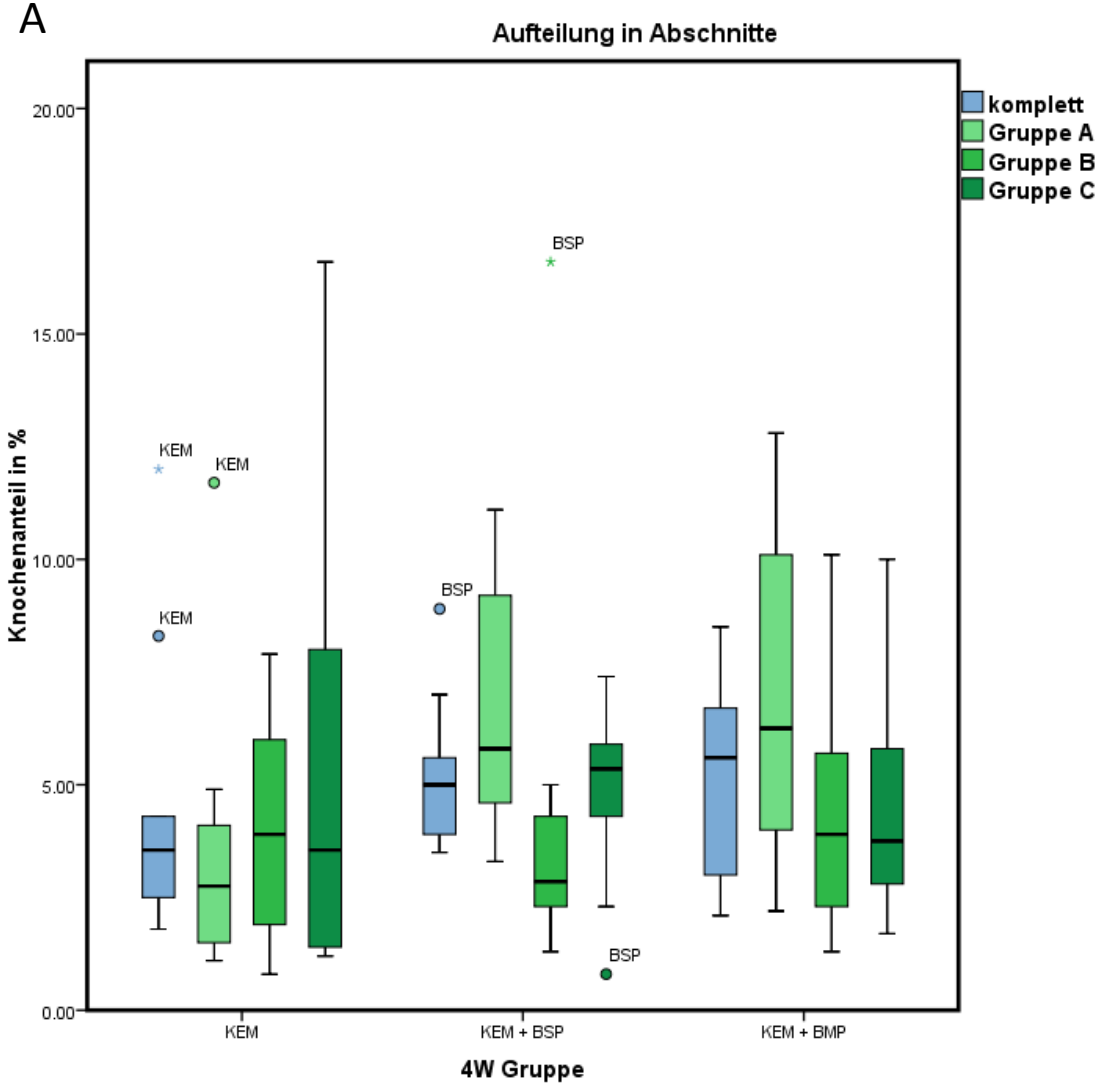 A
Aufteilung in Abschnitte
komplett
Gruppe A
Gruppe B
Gruppe C
Knochenanteil in %
20.00
15.00
10.00
5.00
0.00
BSP
KEM
KEM
KEM
BSP
BSP
KEM
KEM + BSP
KEM + BMP
4W Gruppe